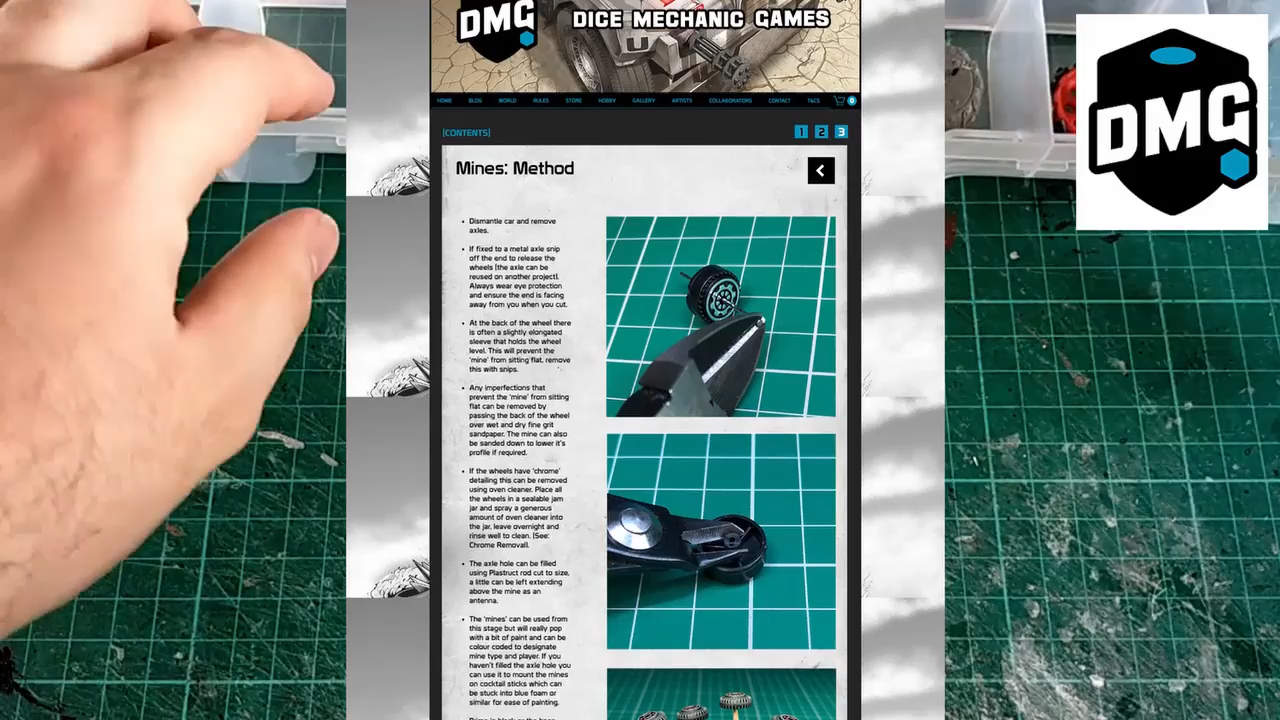 DMG
DICE MECHANIC GAMES
DMG
HOME BLOG WORLD RULES STORE HOBBY GALLERY ARTISTS COLLABORATORS CONTACT T&CS 0
[CONTENTS]
1 2 3
Mines: Method
• Dismantle car and remove
axles.
• If fixed to a metal axle snip
off the end to release the
wheels [the axle can be
reused on another project].
Always wear eye protection
and ensure the end is facing
away from you when you cut.
• At the back of the wheel there
is often a slightly elongated
sleeve that holds the wheel
level. This will prevent the
'mine' from sitting flat, remove
this with snips.
• Any imperfections that
prevent the 'mine' from sitting
flat can be removed by
passing the back of the wheel
over wet and dry fine grit
sandpaper. The mine can also
be sanded down to lower it's
profile if required.
• If the wheels have 'chrome'
detailing this can be removed
using oven cleaner. Place all
the wheels in a sealable jam
jar and spray a generous
amount of oven cleaner into
the jar, leave overnight and
rinse well to clean. [See:
Chrome Removal].
• The axle hole can be filled
using Plastruct rod cut to size,
a little can be left extending
above the mine as an
antenna.
• The 'mines' can be used from
this stage but will really pop
with a bit of paint and can be
colour coded to designate
mine type and player. If you
haven't filled the axle hole you
can use it to mount the mines
on cocktail sticks which can
be stuck into blue foam or
similar for ease of painting.